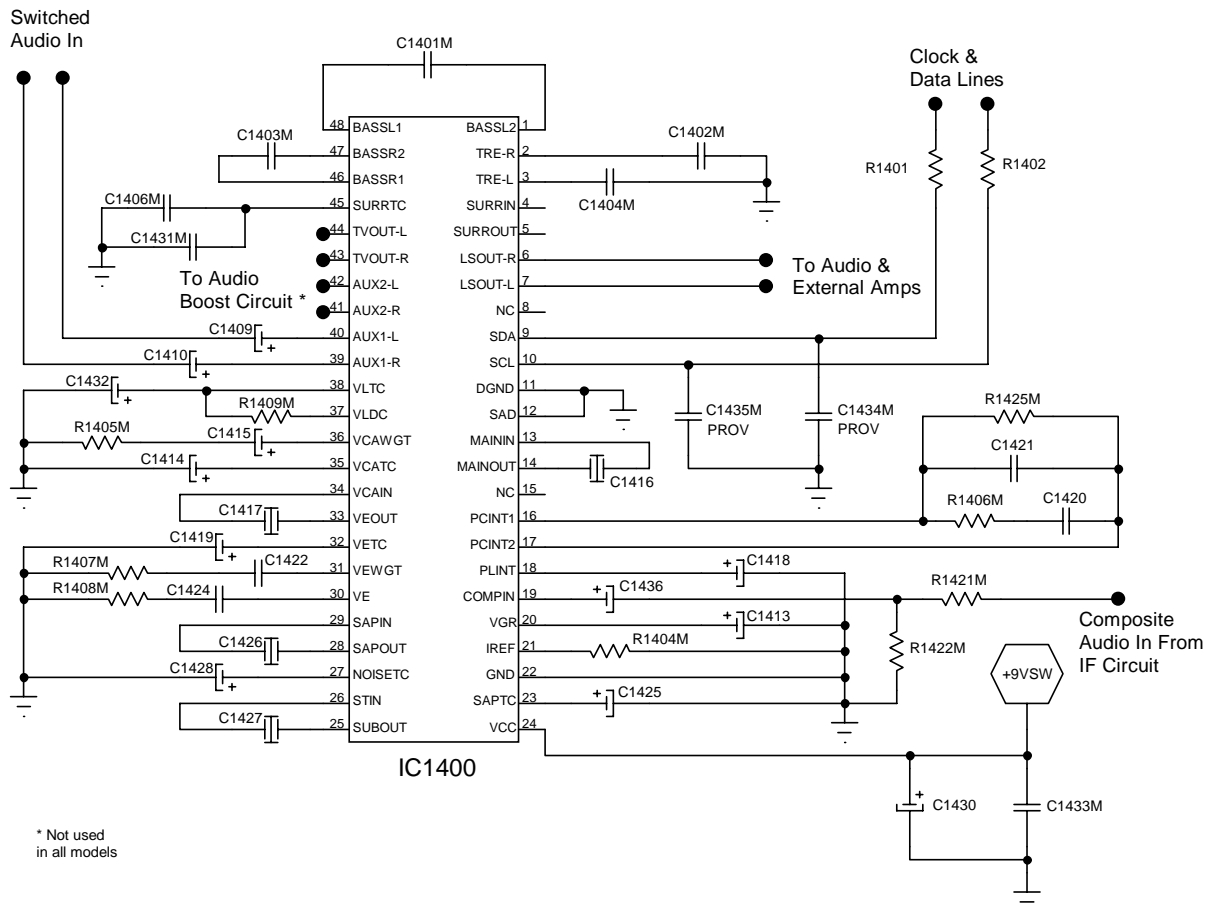 Switched
Audio In
C1401M
Clock &
Data Lines
48 BASSL1 BASSL2 1
C1403M
C1402M
47 BASSR2 TRE-R 2
R1401
R1402
46 BASSR1 TRE-L 3
C1406M
C1404M
45 SURRTC SURRIN 4
C1431M
44 TVOUT-L SURROUT 5
43 TVOUT-R LSOUT-R 6
To Audio
Boost Circuit *
To Audio &
External Amps
42 AUX2-L LSOUT-L 7
41 AUX2-R NC 8
C1409
40 AUX1-L SDA 9
+
C1410
39 AUX1-R SCL 10
+
C1432
38 VLTC DGND 11
+
R1409M
37 VLDC SAD 12
C1435M
PROV
C1434M
PROV
R1425M
R1405M
C1415
36 VCAWGT MAININ 13
+
C1421
C1414
35 VCATC MAINOUT 14
+
C1416
34 VCAIN NC 15
R1406M
C1420
C1417
33 VEOUT PCINT1 16
C1419
32 VETC PCINT2 17
+
R1407M
C1422
31 VEWGT PLINT 18
+
C1418
R1408M
C1424
30 VE COMPIN 19
+
C1436
R1421M
29 SAPIN VGR 20
+
C1413
Composite
Audio In From
IF Circuit
C1426
28 SAPOUT IREF 21
R1404M
R1422M
C1428
27 NOISETC GND 22
+
+9VSW
26 STIN SAPTC 23
+
C1425
C1427
25 SUBOUT VCC 24
IC1400
+
C1430
C1433M
* Not used
in all models